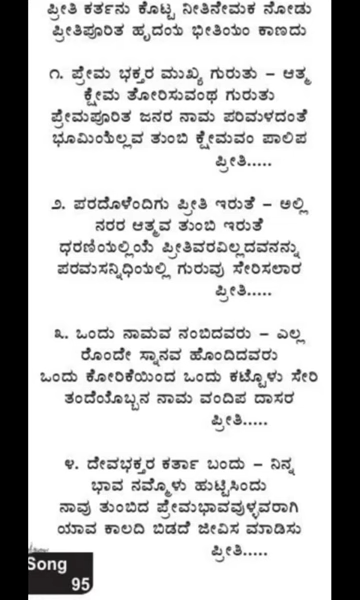 ಪ್ರೀತಿ ಕರ್ತನು ಕೊಟ್ಟ ನೀತಿನೇಮಕ ನೋಡು
ಪ್ರೀತಿಪೂರಿತ ಹೃದಯ ಭೀತಿಯಂ ಕಾಣದು
೧. ಪ್ರೇಮ ಭಕ್ತರ ಮುಖ್ಯ ಗುರುತು – ಆತ್ಮ
ಕ್ಷೇಮ ತೋರಿಸುವಂಥ ಗುರುತು
ಪ್ರೇಮಪೂರಿತ ಜನರ ನಾಮ ಪರಿಮಳದಂತೆ
ಭೂಮಿಯೆಲ್ಲವ ತುಂಬಿ ಕ್ಷೇಮವಂ ಪಾಲಿಪ
ಪ್ರೀತಿ.....
೨. ಪರದೊಳೆಂದಿಗು ಪ್ರೀತಿ ಇರುತೆ – ಅಲ್ಲಿ
ನರರ ಆತ್ಮವ ತುಂಬಿ ಇರುತೆ
ಧರಣಿಯಲ್ಲಿಯೆ ಪ್ರೀತಿವರವಿಲ್ಲದವನನ್ನು
ಪರಮಸನ್ನಿಧಿಯಲ್ಲಿ ಗುರುವು ಸೇರಿಸಲಾರ
ಪ್ರೀತಿ.....
೩. ಒಂದು ನಾಮವ ನಂಬಿದವರು – ಎಲ್ಲ
ರೊಂದೇ ಸ್ನಾನವ ಹೊಂದಿದವರು
ಒಂದು ಕೋರಿಕೆಯಿಂದ ಒಂದು ಕಟ್ಟೊಳು ಸೇರಿ
ತಂದೆಯೊಬ್ಬನ ನಾಮ ವಂದಿಪ ದಾಸರ
ಪ್ರೀತಿ.....
೪. ದೇವಭಕ್ತರ ಕರ್ತಾ ಬಂದು – ನಿನ್ನ
ಭಾವ ನಮ್ಮೊಳು ಹುಟ್ಟಿಸಿಂದು
ನಾವು ತುಂಬಿದ ಪ್ರೇಮಭಾವವುಳ್ಳವರಾಗಿ
ಯಾವ ಕಾಲದಿ ಬಿಡದೆ ಜೀವಿಸ ಮಾಡಿಸು
ಪ್ರೀತಿ.....
Song
95